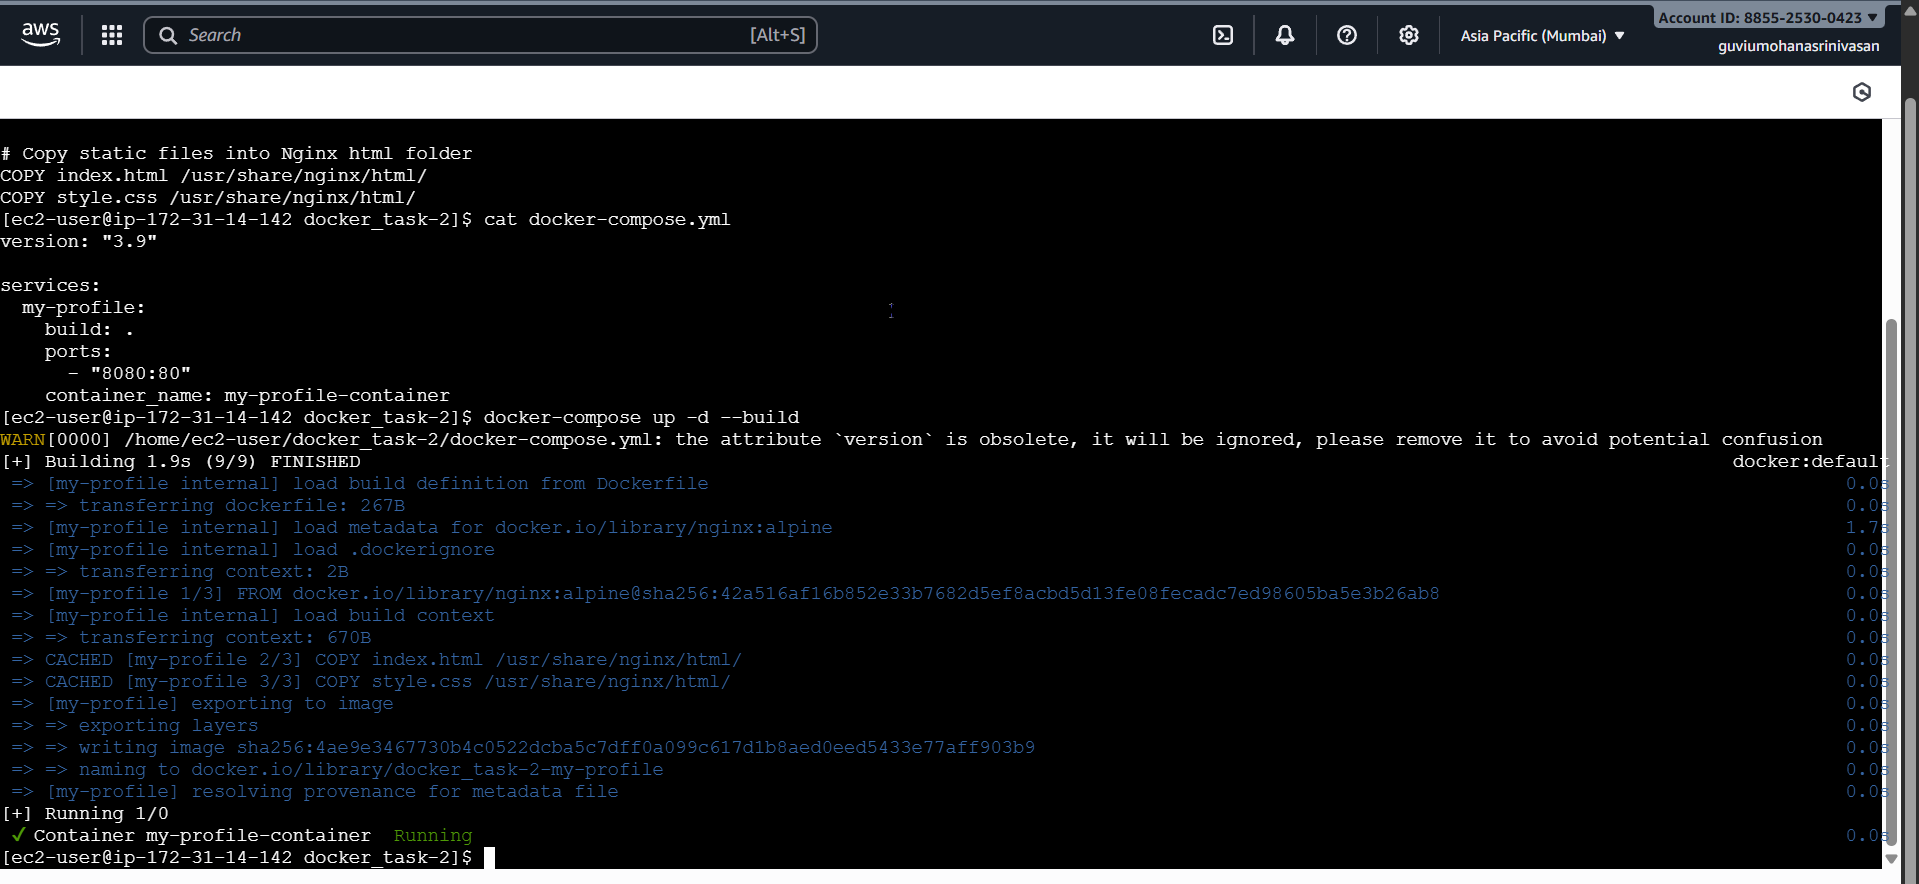 aws
Search
[Alt+S]
Asia Pacific (Mumbai) ▼
Account ID: 8855-2530-0423 ▼
guviumohanasrinivasan
# Copy static files into Nginx html folder
COPY index.html /usr/share/nginx/html/
COPY style.css /usr/share/nginx/html/
[ec2-user@ip-172-31-14-142 docker_task-2]$ cat docker-compose.yml
version: "3.9"
services:
  my-profile:
    build: .
    ports:
      - "8080:80"
    container_name: my-profile-container
[ec2-user@ip-172-31-14-142 docker_task-2]$ docker-compose up -d --build
WARN[0000] /home/ec2-user/docker_task-2/docker-compose.yml: the attribute `version` is obsolete, it will be ignored, please remove it to avoid potential confusion
[+] Building 1.9s (9/9) FINISHED docker:default
=> [my-profile internal] load build definition from Dockerfile 0.0s
=> => transferring dockerfile: 267B 0.0s
=> [my-profile internal] load metadata for docker.io/library/nginx:alpine 1.7s
=> [my-profile internal] load .dockerignore 0.0s
=> => transferring context: 2B 0.0s
=> [my-profile 1/3] FROM docker.io/library/nginx:alpine@sha256:42a516af16b852e33b7682d5ef8acbd5d13fe08fecadc7ed98605ba5e3b26ab8 0.0s
=> [my-profile internal] load build context 0.0s
=> => transferring context: 670B 0.0s
=> CACHED [my-profile 2/3] COPY index.html /usr/share/nginx/html/ 0.0s
=> CACHED [my-profile 3/3] COPY style.css /usr/share/nginx/html/ 0.0s
=> [my-profile] exporting to image 0.0s
=> => exporting layers 0.0s
=> => writing image sha256:4ae9e3467730b4c0522dcba5c7dff0a099c617d1b8aed0eed5433e77aff903b9 0.0s
=> => naming to docker.io/library/docker_task-2-my-profile 0.0s
=> [my-profile] resolving provenance for metadata file 0.0s
[+] Running 1/0
✓ Container my-profile-container  Running 0.0s
[ec2-user@ip-172-31-14-142 docker_task-2]$